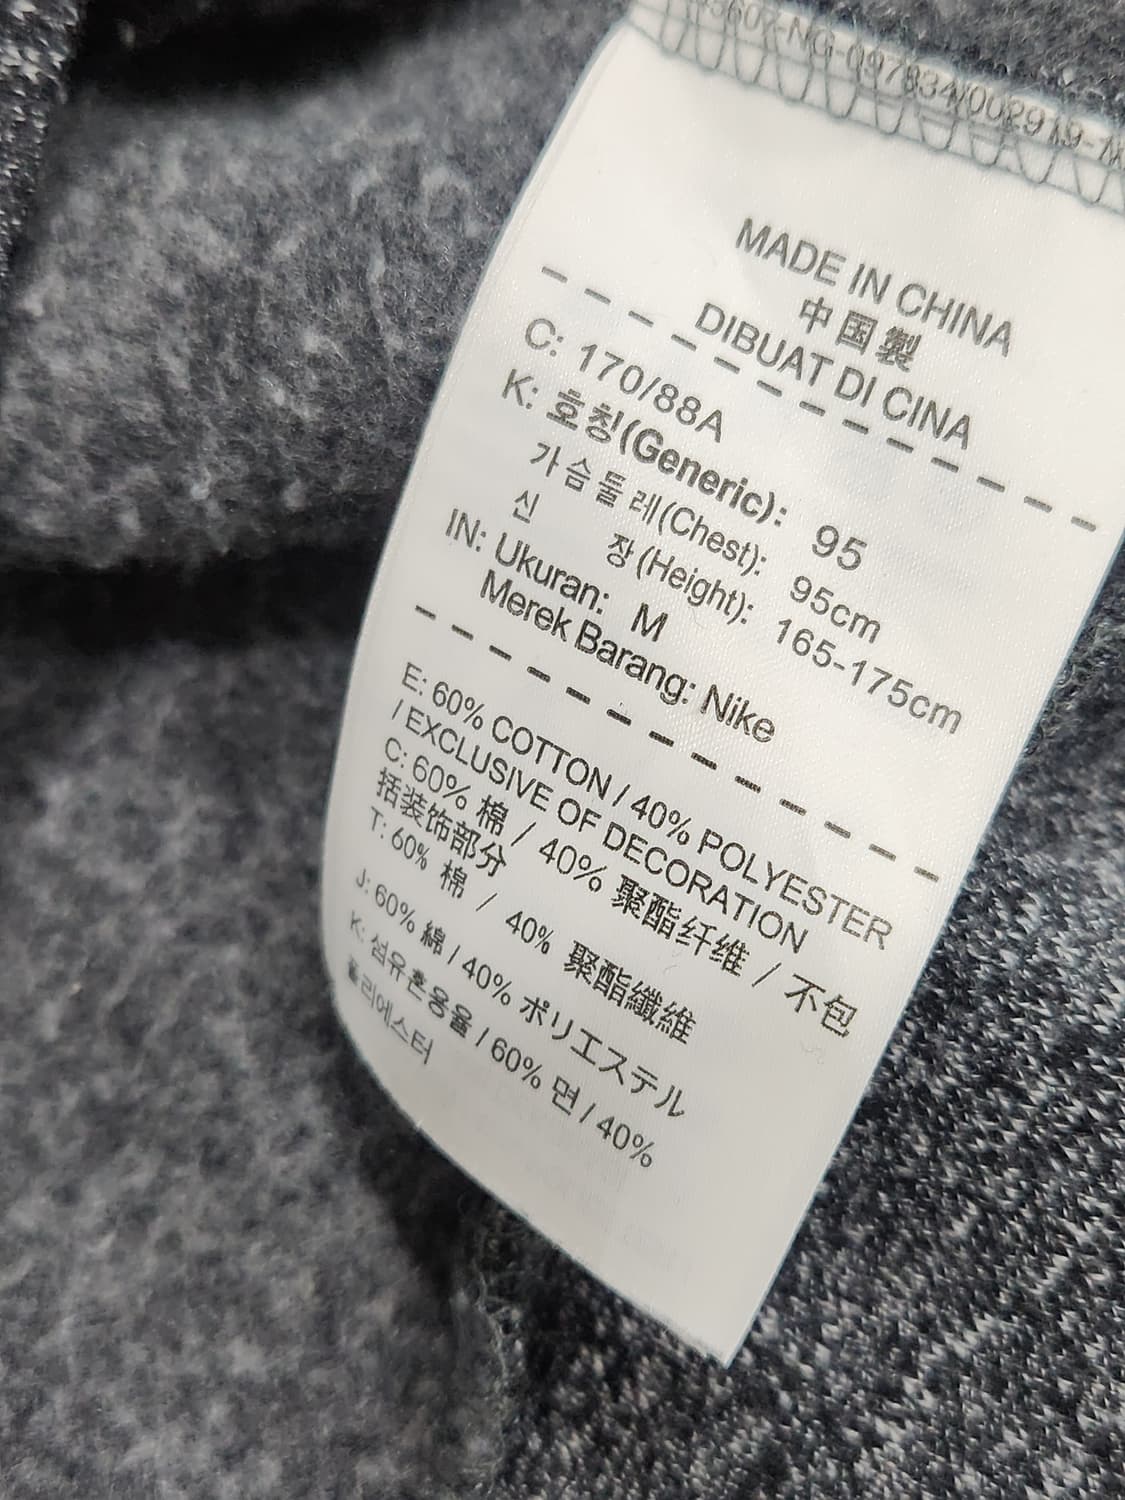 MADE IN CHINA
中国製
DIBUAT DI CINA
C: 170/88A
K: 호칭(Generic): 95
가슴둘레(Chest): 95cm
신 장(Height): 165-175cm
IN: Ukuran: M
Merek Barang: Nike
E: 60% COTTON / 40% POLYESTER
/ EXCLUSIVE OF DECORATION
C: 60% 棉 / 40% 聚酯纤维 / 不包
括装饰部分
T: 60% 棉 / 40% 聚酯纖維
J: 60% 綿 / 40% ポリエステル
K: 섬유혼용율 / 60% 면 / 40%
폴리에스터